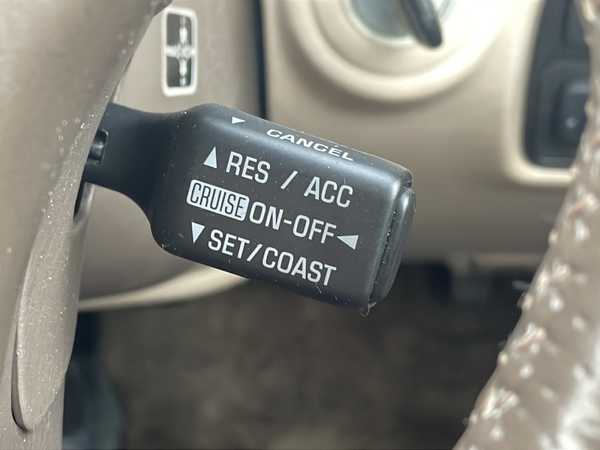 CANCEL
RES / ACC
CRUISE ON-OFF
SET/COAST